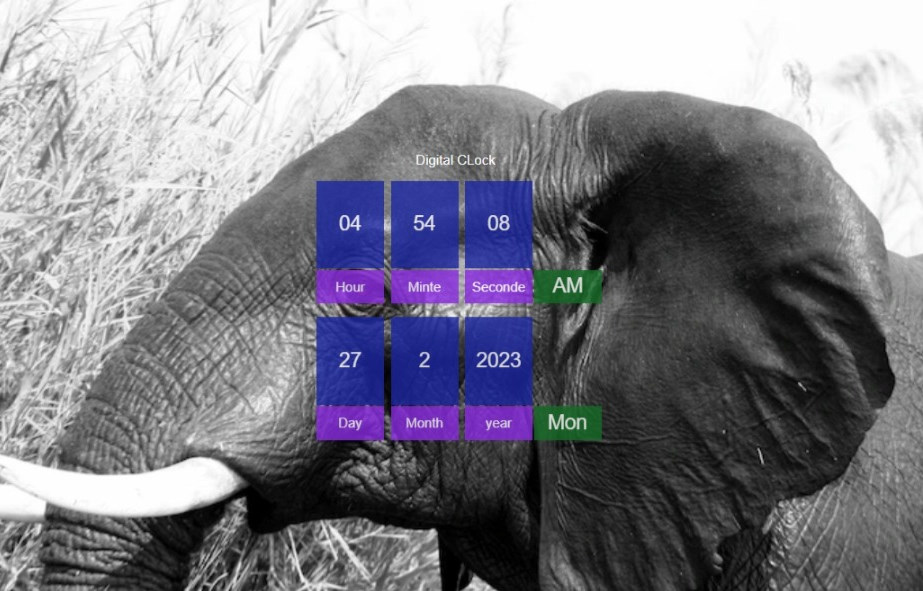 Digital CLock
04 54 08
Hour Minte Seconde AM
27 2 2023
Day Month year Mon